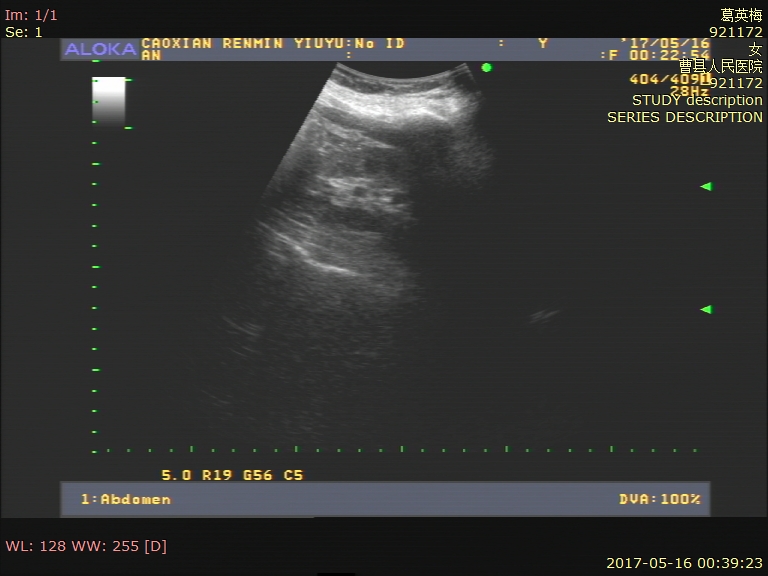 Im: 1/1
Se: 1
葛英梅
921172
女
曹县人民医院
921172
STUDY description
SERIES DESCRIPTION
ALOKA
CAOXIAN RENMIN YIUYU:No ID : Y '17/05/16
AN : :F 00:22:54
404/409
28Hz
5.0 R19 G56 C5
1:Abdomen DVA:100%
WL: 128 WW: 255 [D]
2017-05-16 00:39:23